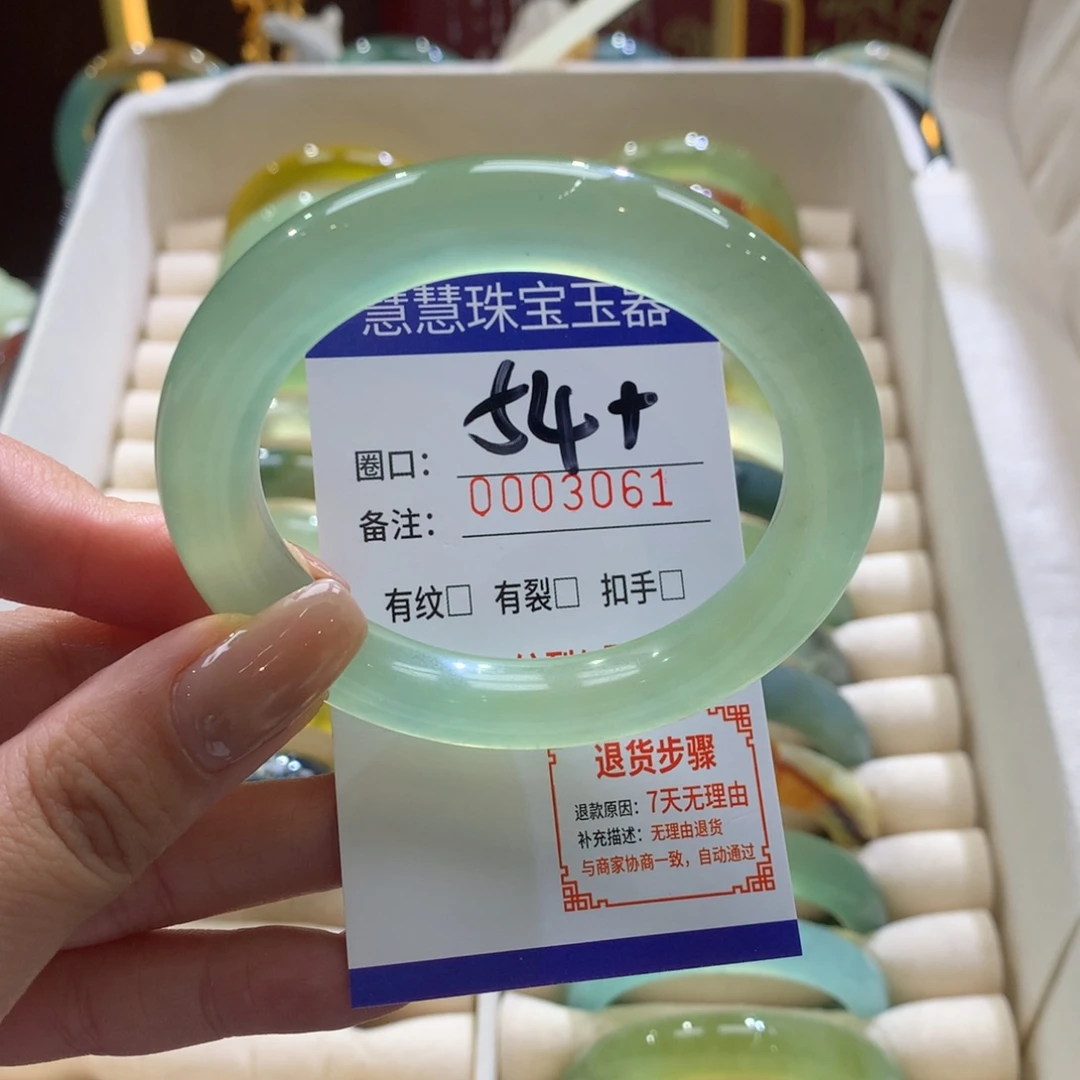 慧慧珠宝玉器
圈口： 54+
备注： 0003061
有纹□ 有裂□ 扣手□
退货步骤
退款原因：7天无理由
补充描述：无理由退货
与商家协商一致，自动通过